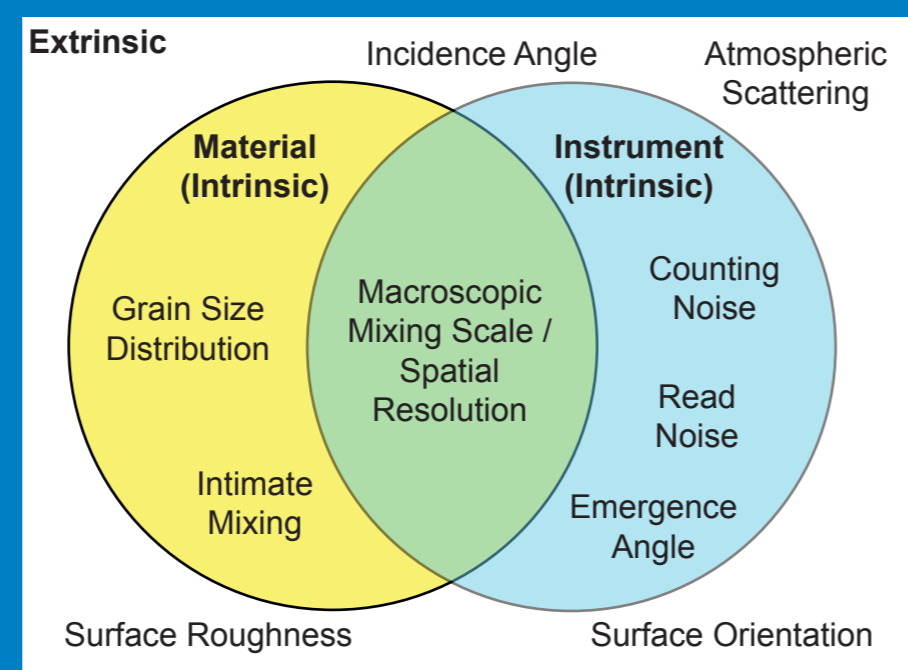 Extrinsic
Incidence Angle
Atmospheric
Scattering
Material
(Intrinsic)
Instrument
(Intrinsic)
Grain Size
Distribution
Macroscopic
Mixing Scale /
Spatial
Resolution
Counting
Noise
Read
Noise
Intimate
Mixing
Emergence
Angle
Surface Roughness
Surface Orientation